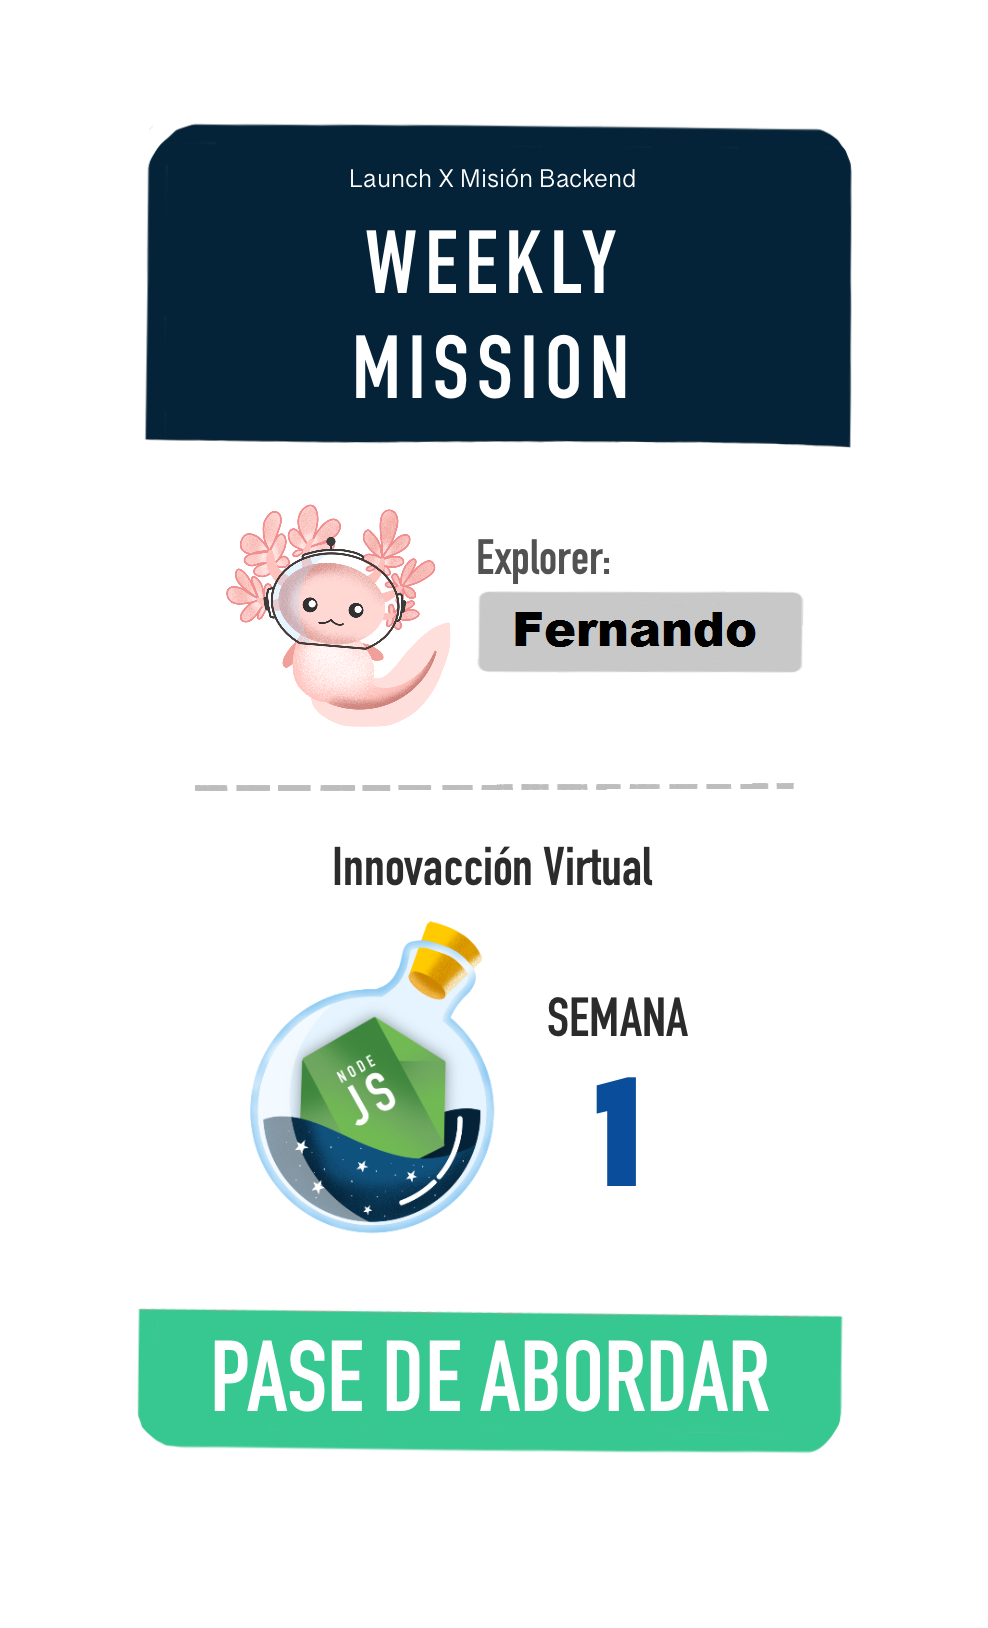 Launch X Misión Backend
WEEKLY
MISSION
Explorer:
Fernando
Innovacción Virtual
NODE
JS
SEMANA
1
PASE DE ABORDAR